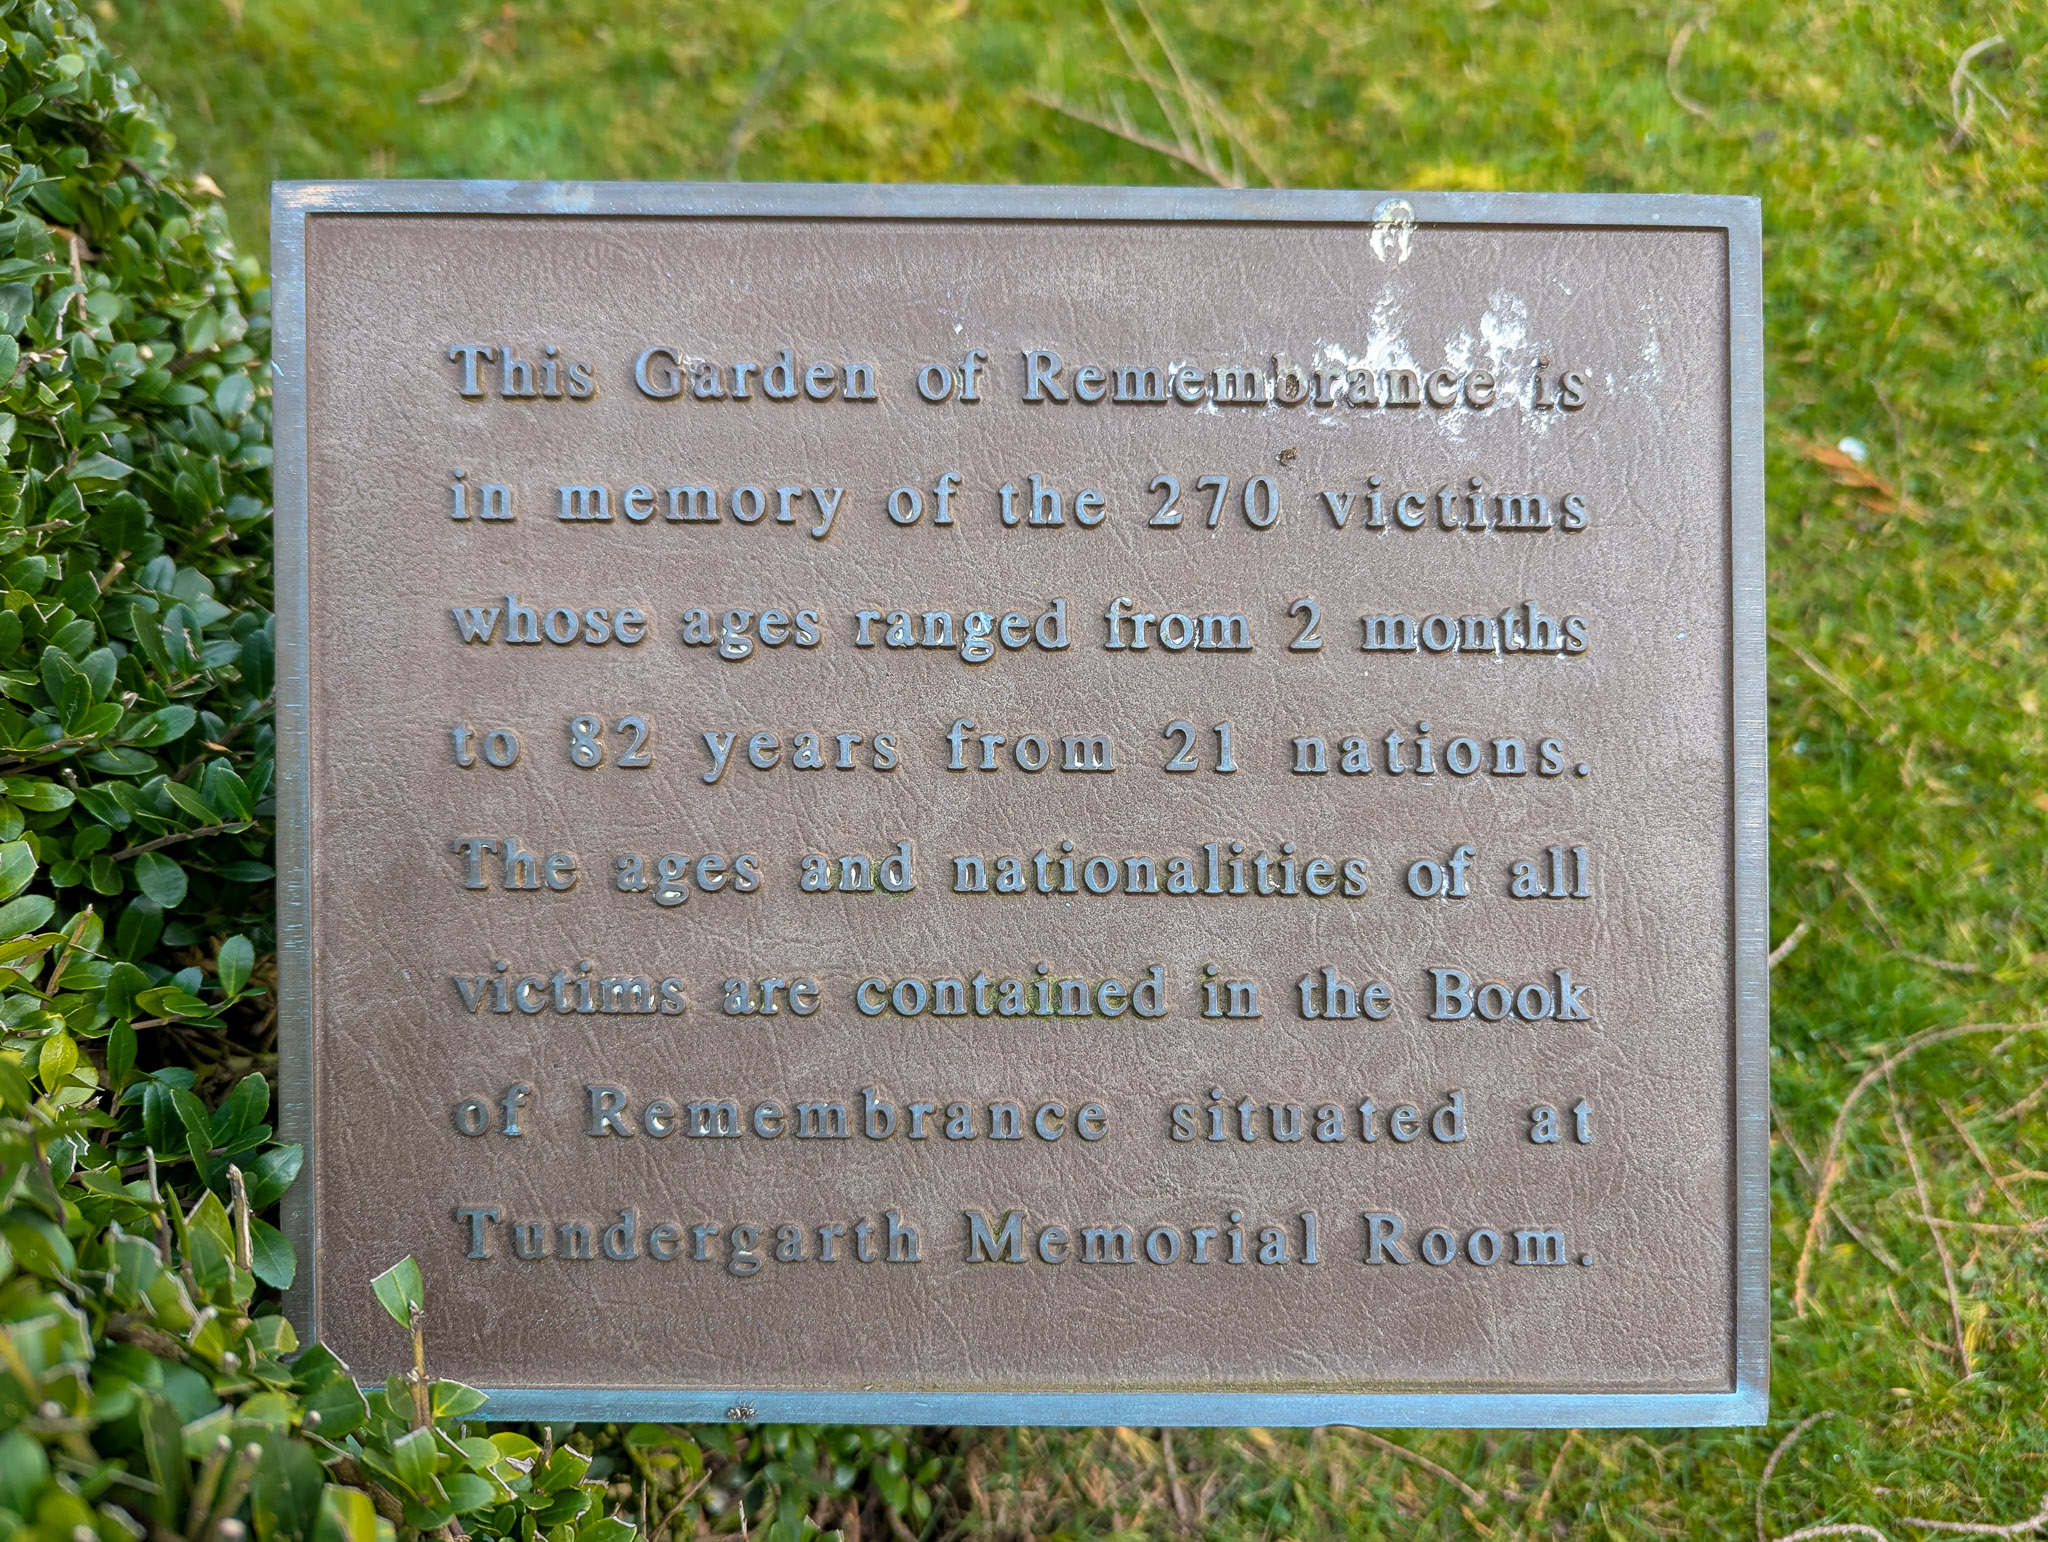 This Garden of Remembrance is
in memory of the 270 victims
whose ages ranged from 2 months
to 82 years from 21 nations.
The ages and nationalities of all
victims are contained in the Book
of Remembrance situated at
Tundergarth Memorial Room.